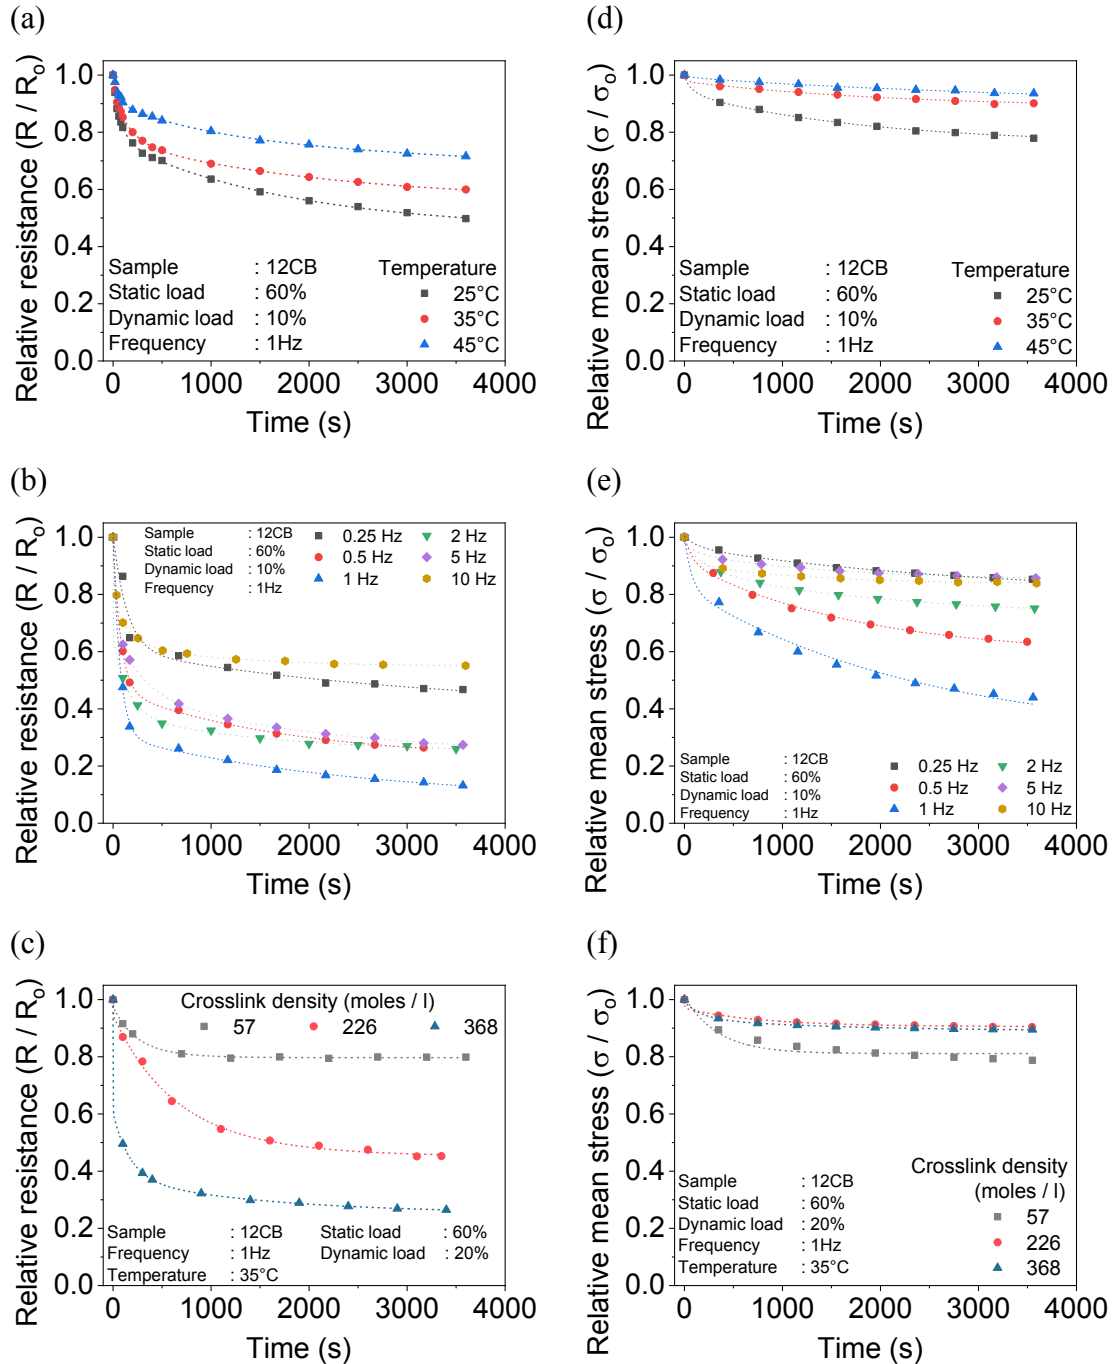 (a)
Relative resistance (R / Ro)
1.0
0.8
0.6
0.4
0.2
0.0
Sample : 12CB
Static load : 60%
Dynamic load : 10%
Frequency : 1Hz
Temperature
25°C
35°C
45°C
0 1000 2000 3000 4000
Time (s)
(d)
Relative mean stress (σ / σo)
1.0
0.8
0.6
0.4
0.2
0.0
Sample : 12CB
Static load : 60%
Dynamic load : 10%
Frequency : 1Hz
Temperature
25°C
35°C
45°C
0 1000 2000 3000 4000
Time (s)
(b)
Relative resistance (R / Ro)
1.0
0.8
0.6
0.4
0.2
0.0
Sample : 12CB
Static load : 60%
Dynamic load : 10%
Frequency : 1Hz
0.25 Hz 2 Hz
0.5 Hz 5 Hz
1 Hz 10 Hz
0 1000 2000 3000 4000
Time (s)
(e)
Relative mean stress (σ / σo)
1.0
0.8
0.6
0.4
0.2
0.0
Sample : 12CB
Static load : 60%
Dynamic load : 10%
Frequency : 1Hz
0.25 Hz 2 Hz
0.5 Hz 5 Hz
1 Hz 10 Hz
0 1000 2000 3000 4000
Time (s)
(c)
Relative resistance (R / Ro)
1.0
0.8
0.6
0.4
0.2
0.0
Crosslink density (moles / l)
57 226 368
Sample : 12CB Static load : 60%
Frequency : 1Hz Dynamic load : 20%
Temperature : 35°C
0 1000 2000 3000 4000
Time (s)
(f)
Relative mean stress (σ / σo)
1.0
0.8
0.6
0.4
0.2
0.0
Sample : 12CB
Static load : 60%
Dynamic load : 20%
Frequency : 1Hz
Temperature : 35°C
Crosslink density
(moles / l)
57
226
368
0 1000 2000 3000 4000
Time (s)